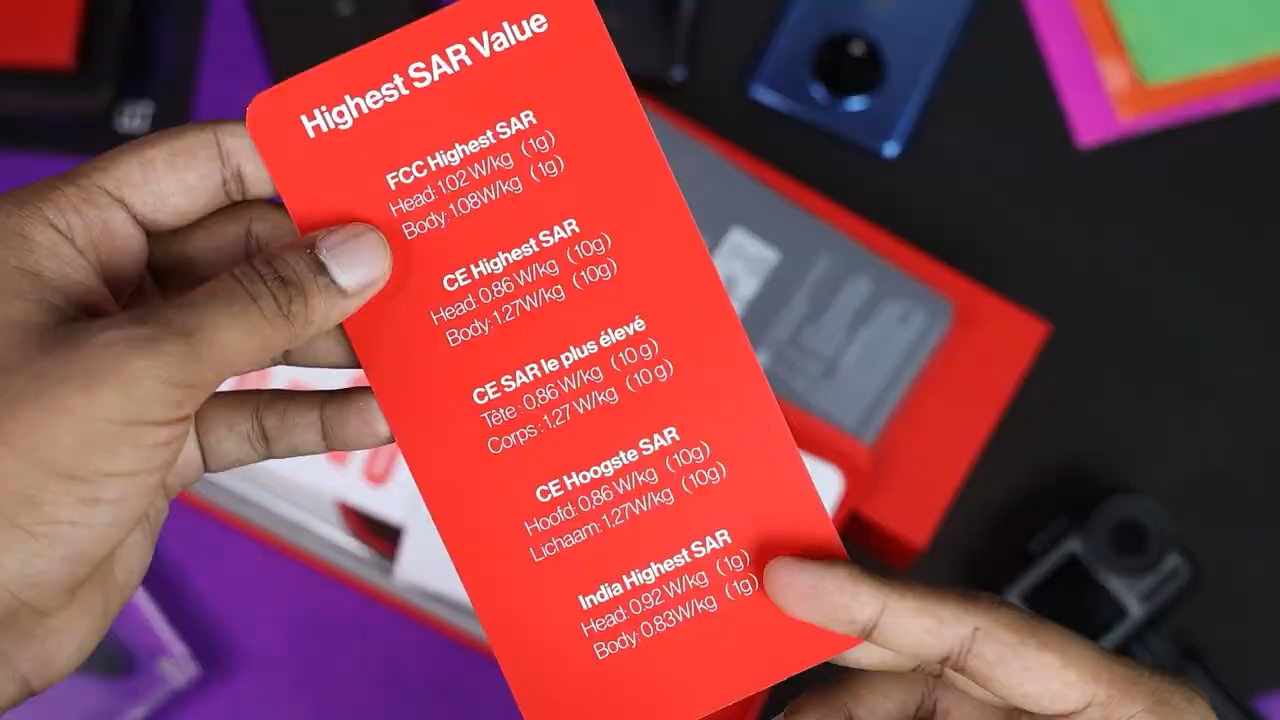 Highest SAR Value
FCC Highest SAR
Head: 1.02 W/kg (1g)
Body: 1.08W/kg (1g)
CE Highest SAR
Head: 0.86 W/kg (10g)
Body: 1.27W/kg (10g)
CE SAR le plus élevé
Tête : 0.86 W/kg (10 g)
Corps : 1.27 W/kg (10 g)
CE Hoogste SAR
Hoofd: 0.86 W/kg (10g)
Lichaam: 1.27W/kg (10g)
India Highest SAR
Head: 0.92 W/kg (1g)
Body: 0.83W/kg (1g)